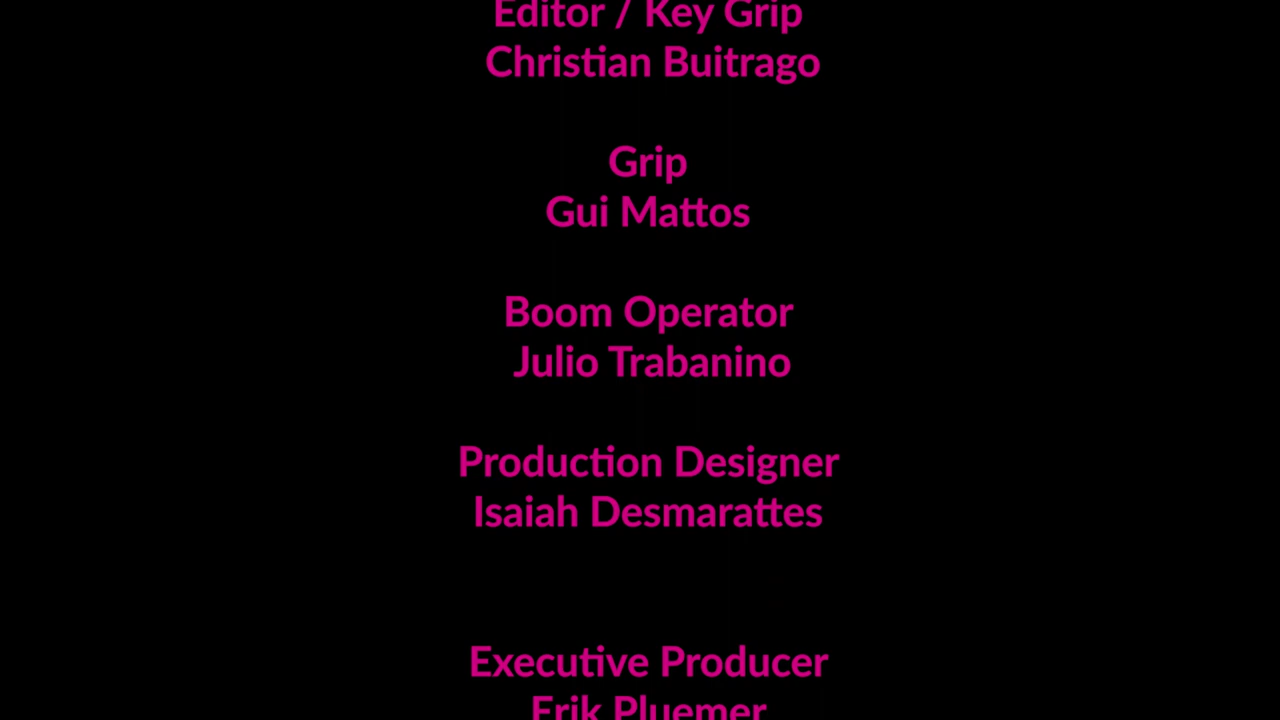 Editor / Key Grip
Christian Buitrago
Grip
Gui Mattos
Boom Operator
Julio Trabanino
Production Designer
Isaiah Desmarattes
Executive Producer
Erik Pluemer